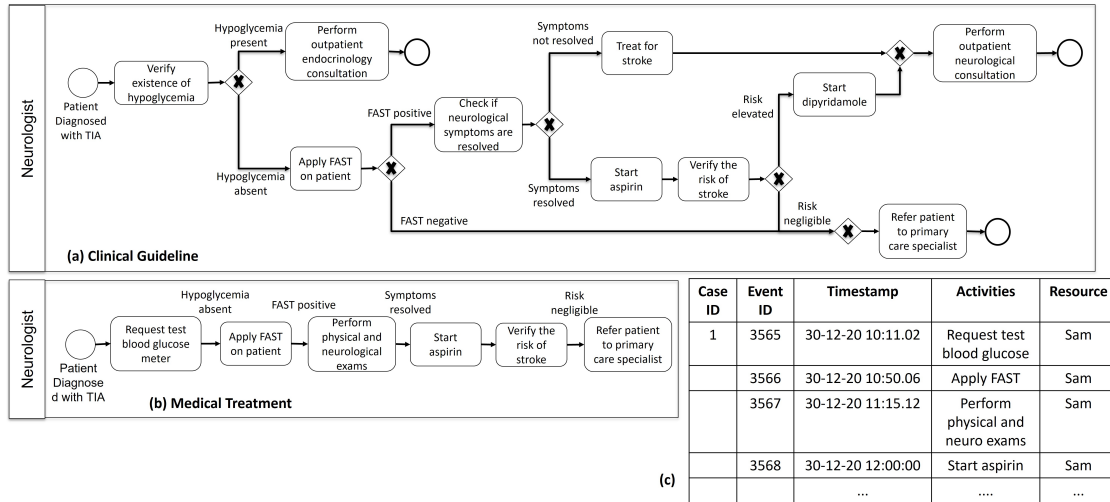 Neurologist
Patient
Diagnosed
with TIA
Verify
existence of
hypoglycemia
Hypoglycemia
present
Perform
outpatient
endocrinology
consultation
Hypoglycemia
absent
Apply FAST
on patient
FAST positive
Check if
neurological
symptoms are
resolved
FAST negative
Symptoms
not resolved
Treat for
stroke
Symptoms
resolved
Start
aspirin
Verify the
risk of
stroke
Risk
elevated
Start
dipyridamole
Perform
outpatient
neurological
consultation
Risk
negligible
Refer patient
to primary
care specialist
(a) Clinical Guideline
Neurologist
Patient
Diagnose
d with TIA
Request test
blood glucose
meter
Hypoglycemia
absent
Apply FAST
on patient
FAST positive
Perform
physical and
neurological
exams
Symptoms
resolved
Start
aspirin
Verify the
risk of
stroke
Risk
negligible
Refer patient
to primary
care specialist
(b) Medical Treatment
(c)
Case ID Event ID Timestamp Activities Resource
1 3565 30-12-20 10:11.02 Request test blood glucose Sam
3566 30-12-20 10:50.06 Apply FAST Sam
3567 30-12-20 11:15.12 Perform physical and neuro exams Sam
3568 30-12-20 12:00:00 Start aspirin Sam
... .... ...